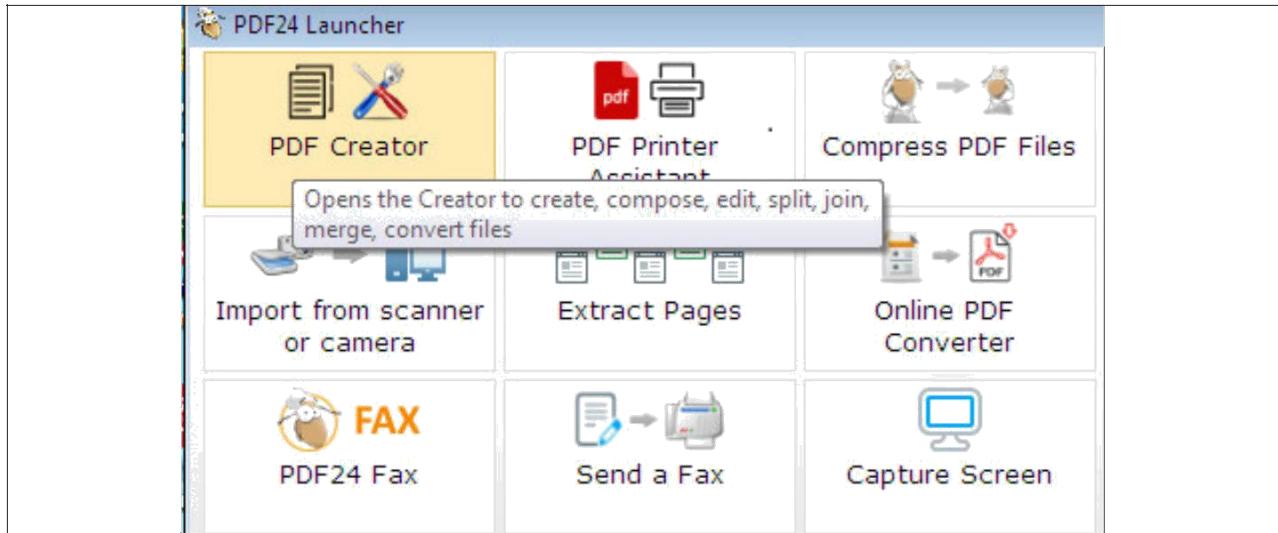 PDF24 Launcher
PDF Creator
pdf
PDF Printer
Assistant
Compress PDF Files
Opens the Creator to create, compose, edit, split, join,
merge, convert files
Import from scanner
or camera
Extract Pages
PDF
Online PDF
Converter
FAX
PDF24 Fax
Send a Fax
Capture Screen